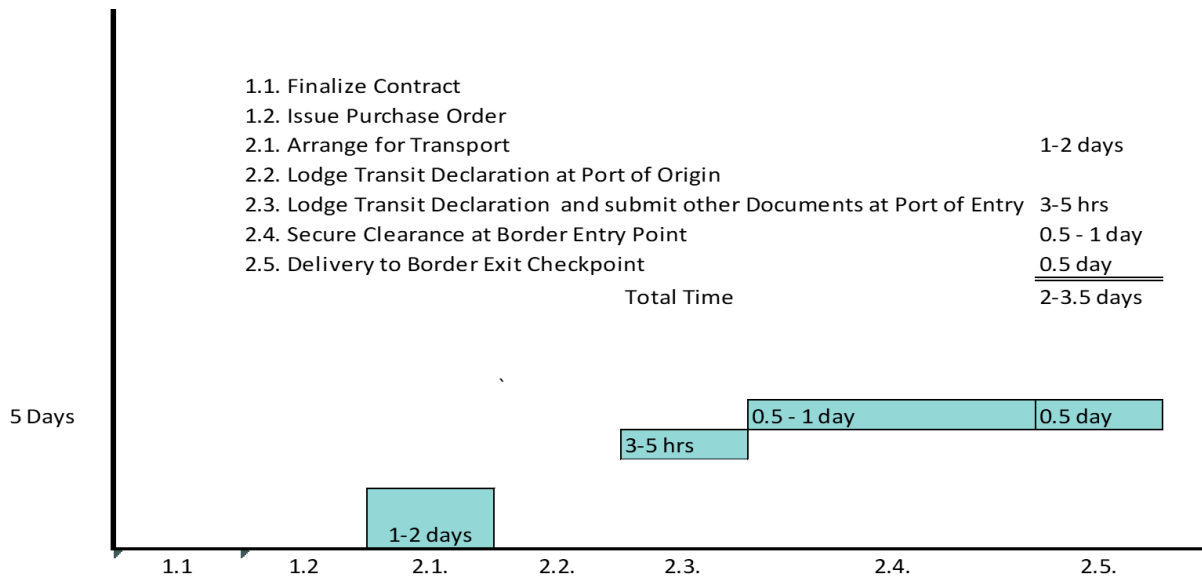 1.1. Finalize Contract
1.2. Issue Purchase Order
2.1. Arrange for Transport 1-2 days
2.2. Lodge Transit Declaration at Port of Origin
2.3. Lodge Transit Declaration and submit other Documents at Port of Entry 3-5 hrs
2.4. Secure Clearance at Border Entry Point 0.5 - 1 day
2.5. Delivery to Border Exit Checkpoint 0.5 day
Total Time 2-3.5 days
`
5 Days 0.5 - 1 day 0.5 day
3-5 hrs
1-2 days
1.1 1.2 2.1. 2.2. 2.3. 2.4. 2.5.